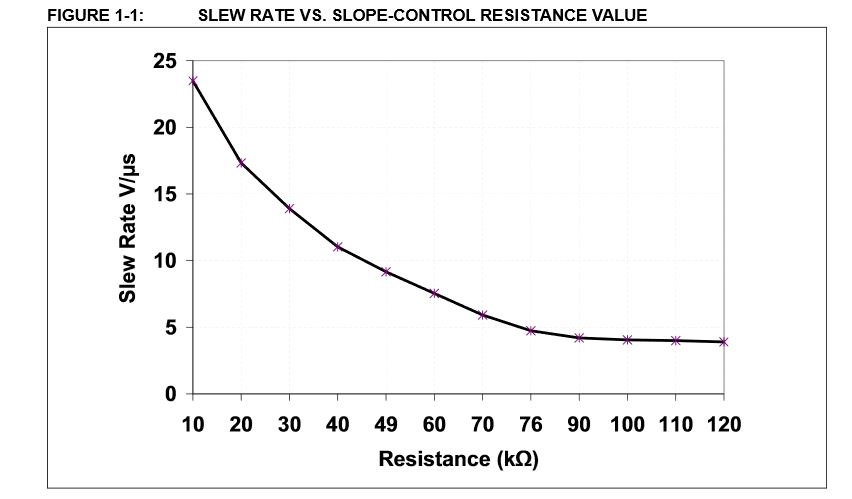 FIGURE 1-1: SLEW RATE VS. SLOPE-CONTROL RESISTANCE VALUE
25
20
15
10
5
0
Slew Rate V/µs
10 20 30 40 49 60 70 76 90 100 110 120
Resistance (kΩ)